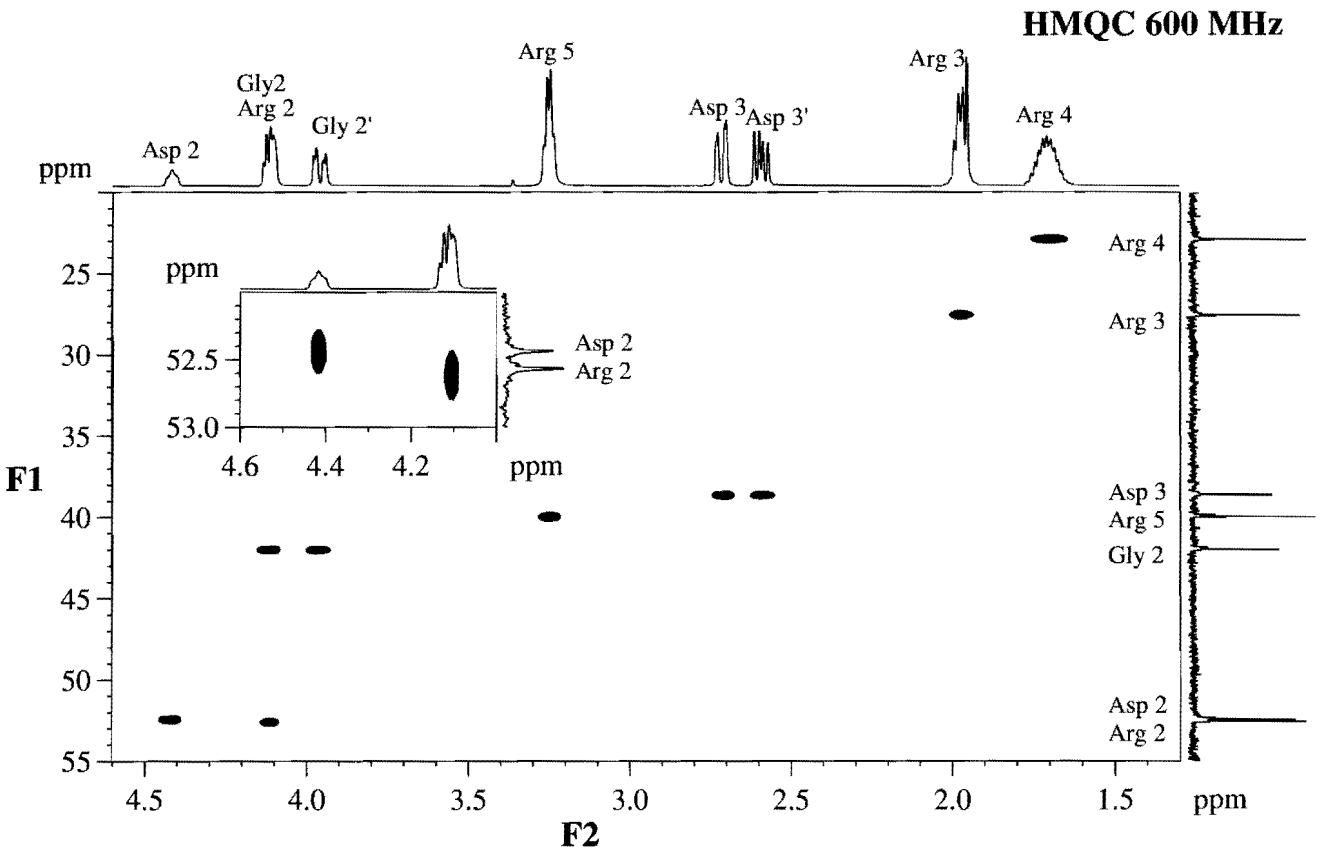 HMQC 600 MHz
Arg 5
Arg 3
Gly2
Arg 2
Gly 2'
Asp 3
Asp 3'
Arg 4
Asp 2
ppm
Arg 4
25
ppm
Arg 3
30
52.5
Asp 2
Arg 2
53.0
35
4.6
4.4
4.2
ppm
F1
Asp 3
40
Arg 5
Gly 2
45
50
Asp 2
Arg 2
55
4.5
4.0
3.5
3.0
2.5
2.0
1.5
ppm
F2